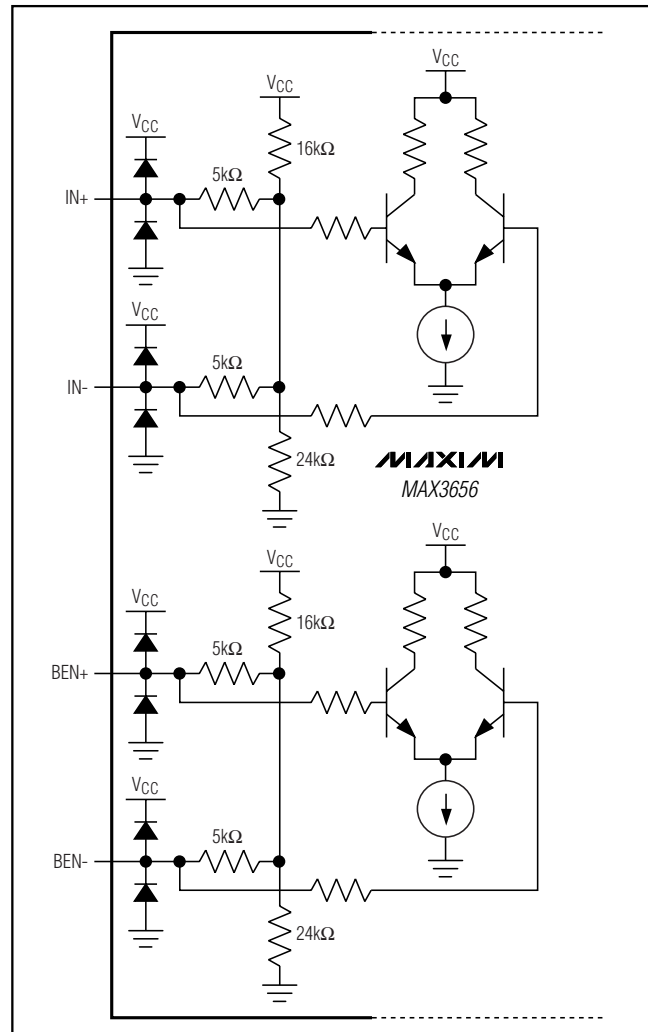 VCC
VCC
VCC
16kΩ
5kΩ
IN+
VCC
5kΩ
IN-
24kΩ
MAXIM
MAX3656
VCC
VCC
VCC
16kΩ
5kΩ
BEN+
VCC
5kΩ
BEN-
24kΩ